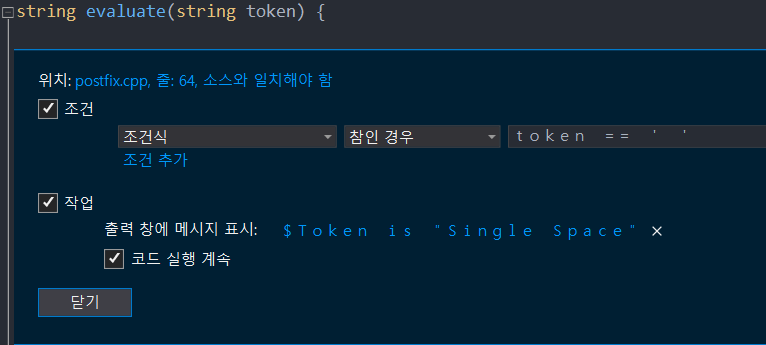 string evaluate(string token) {
위치: postfix.cpp, 줄: 64, 소스와 일치해야 함
조건
조건식 참인 경우 token == ' '
조건 추가
작업
출력 창에 메시지 표시: $Token is "Single Space" ×
코드 실행 계속
닫기